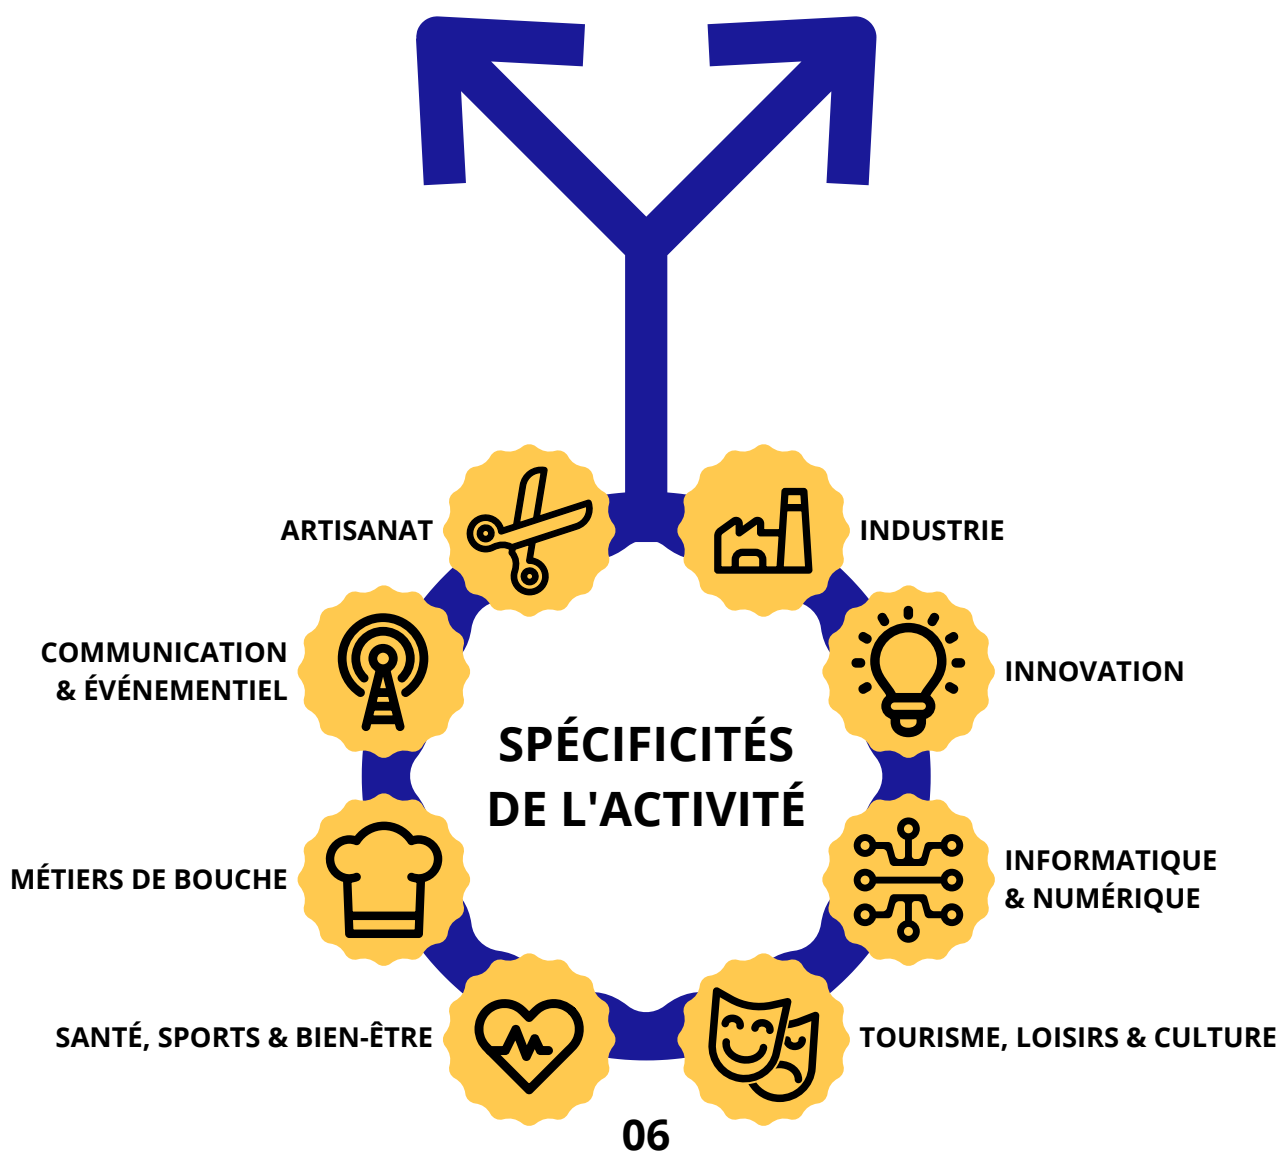 ARTISANAT
INDUSTRIE
COMMUNICATION
& ÉVÉNEMENTIEL
INNOVATION
SPÉCIFICITÉS
DE L'ACTIVITÉ
MÉTIERS DE BOUCHE
INFORMATIQUE
& NUMÉRIQUE
SANTÉ, SPORTS & BIEN-ÊTRE
TOURISME, LOISIRS & CULTURE
06